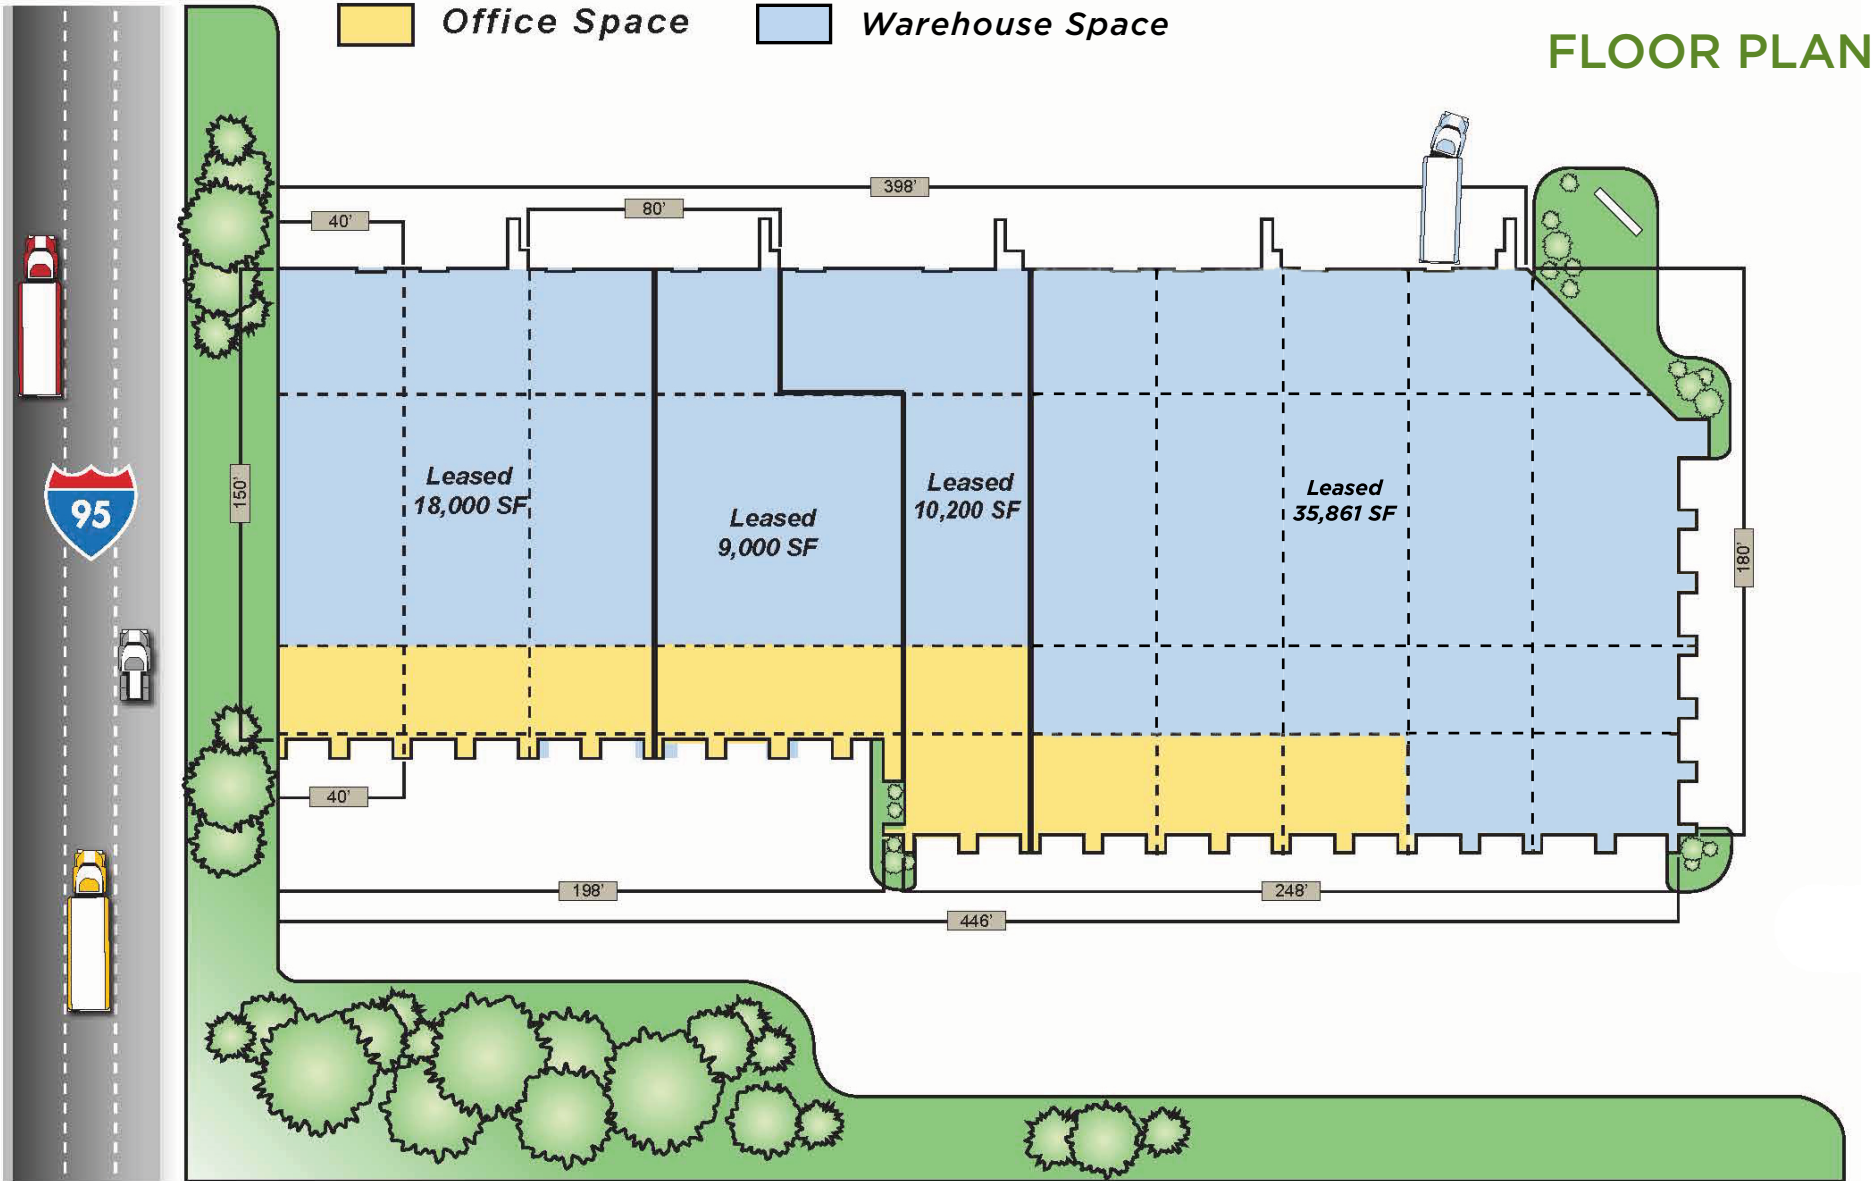 Office Space
Warehouse Space
FLOOR PLAN
398'
80'
40'
150'
95
Leased
18,000 SF
Leased
9,000 SF
Leased
10,200 SF
Leased
35,861 SF
180'
40'
198'
248'
446'